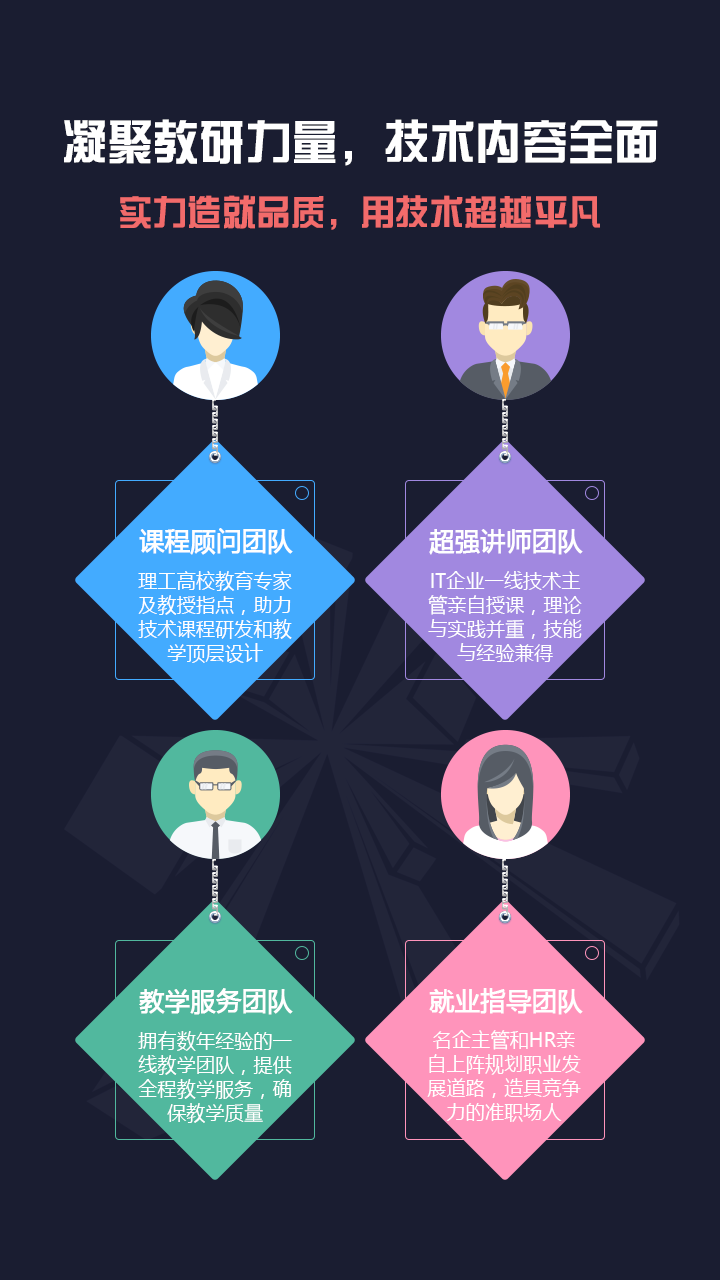 凝聚教研力量，技术内容全面
实力造就品质，用技术超越平凡
课程顾问团队
理工高校教育专家
及教授指点，助力
技术课程研发和教
学顶层设计
超强讲师团队
IT企业一线技术主
管亲自授课，理论
与实践并重，技能
与经验兼得
教学服务团队
拥有数年经验的一
线教学团队，提供
全程教学服务，确
保教学质量
就业指导团队
名企主管和HR亲
自上阵规划职业发
展道路，造具竞争
力的准职场人